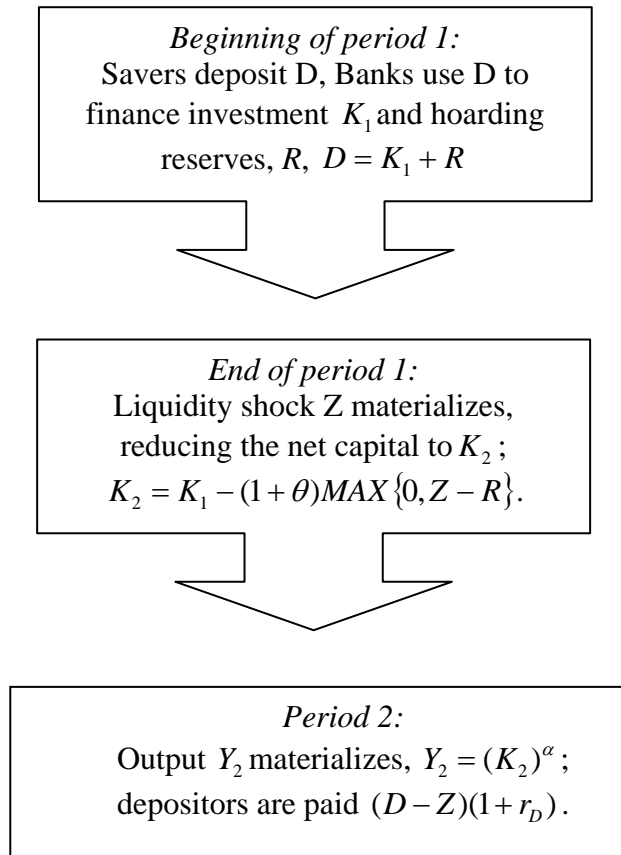 Beginning of period 1:
Savers deposit D, Banks use D to
finance investment K₁ and hoarding
reserves, R, D = K₁ + R
End of period 1:
Liquidity shock Z materializes,
reducing the net capital to K₂ ;
K₂ = K₁ − (1 + θ)MAX{0, Z − R}.
Period 2:
Output Y₂ materializes, Y₂ = (K₂)^α ;
depositors are paid (D − Z)(1 + r_D) .